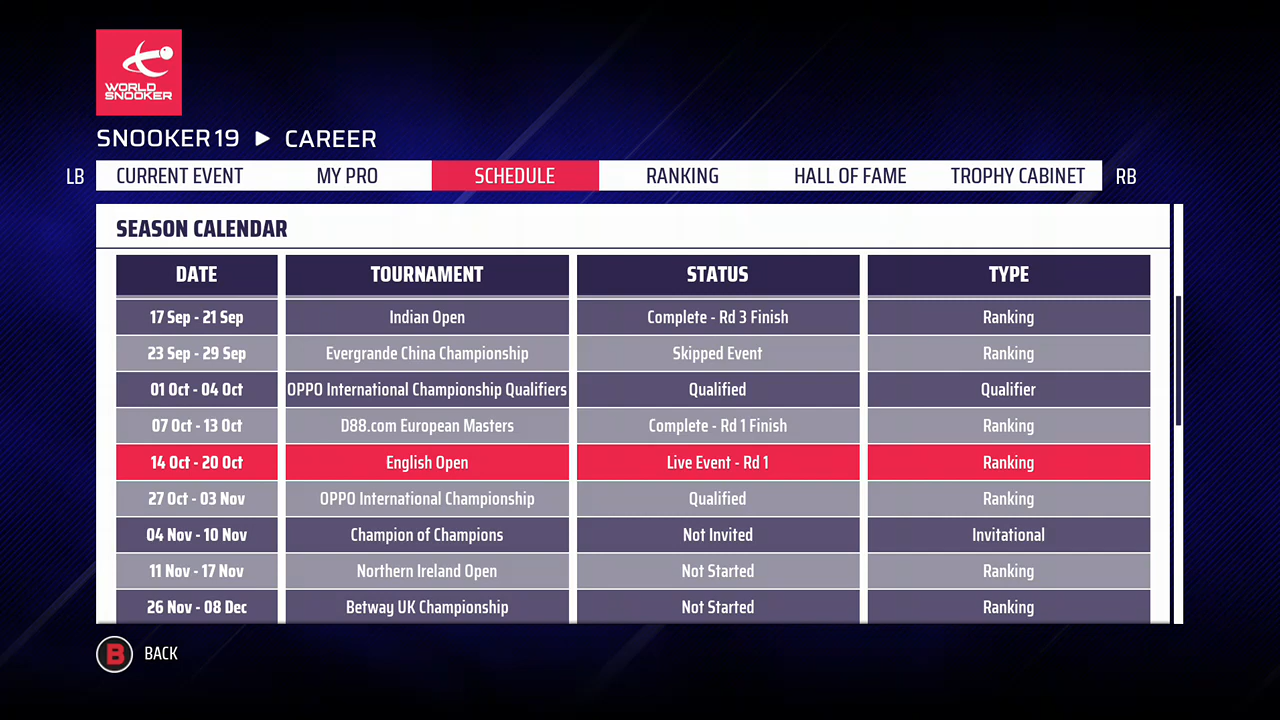 WORLD
SNOOKER
SNOOKER 19 ► CAREER
LB CURRENT EVENT MY PRO SCHEDULE RANKING HALL OF FAME TROPHY CABINET RB
SEASON CALENDAR
DATE TOURNAMENT STATUS TYPE
17 Sep - 21 Sep Indian Open Complete - Rd 3 Finish Ranking
23 Sep - 29 Sep Evergrande China Championship Skipped Event Ranking
01 Oct - 04 Oct OPPO International Championship Qualifiers Qualified Qualifier
07 Oct - 13 Oct D88.com European Masters Complete - Rd 1 Finish Ranking
14 Oct - 20 Oct English Open Live Event - Rd 1 Ranking
27 Oct - 03 Nov OPPO International Championship Qualified Ranking
04 Nov - 10 Nov Champion of Champions Not Invited Invitational
11 Nov - 17 Nov Northern Ireland Open Not Started Ranking
26 Nov - 08 Dec Betway UK Championship Not Started Ranking
B BACK